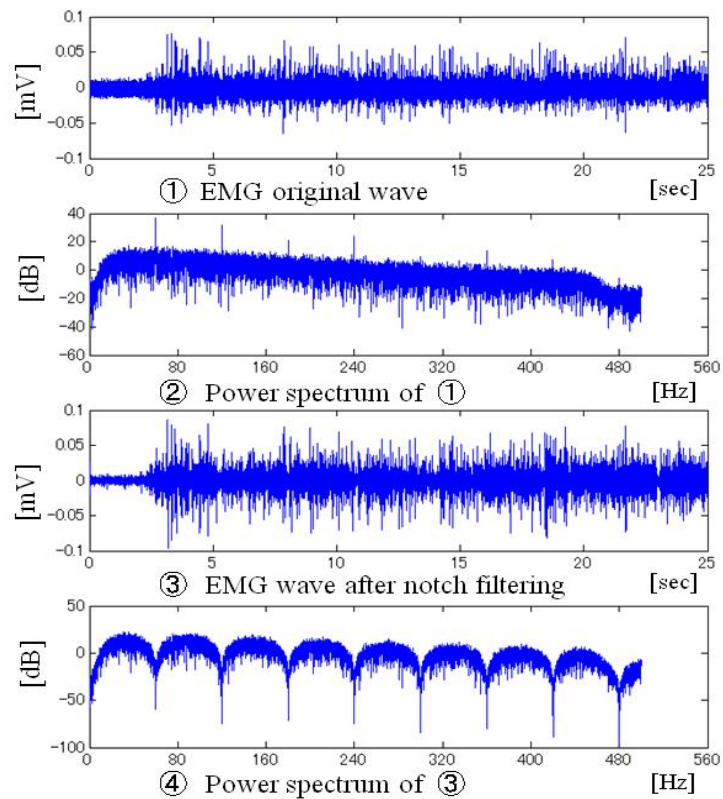 0.1
0.05
0
−0.05
−0.1
[mV]
0 5 10 15 20 25
① EMG original wave [sec]
40
20
0
−20
−40
−60
[dB]
0 80 160 240 320 400 480 560
② Power spectrum of ① [Hz]
0.1
0.05
0
−0.05
−0.1
[mV]
0 5 10 15 20 25
③ EMG wave after notch filtering [sec]
50
0
−50
−100
[dB]
0 80 160 240 320 400 480 560
④ Power spectrum of ③ [Hz]